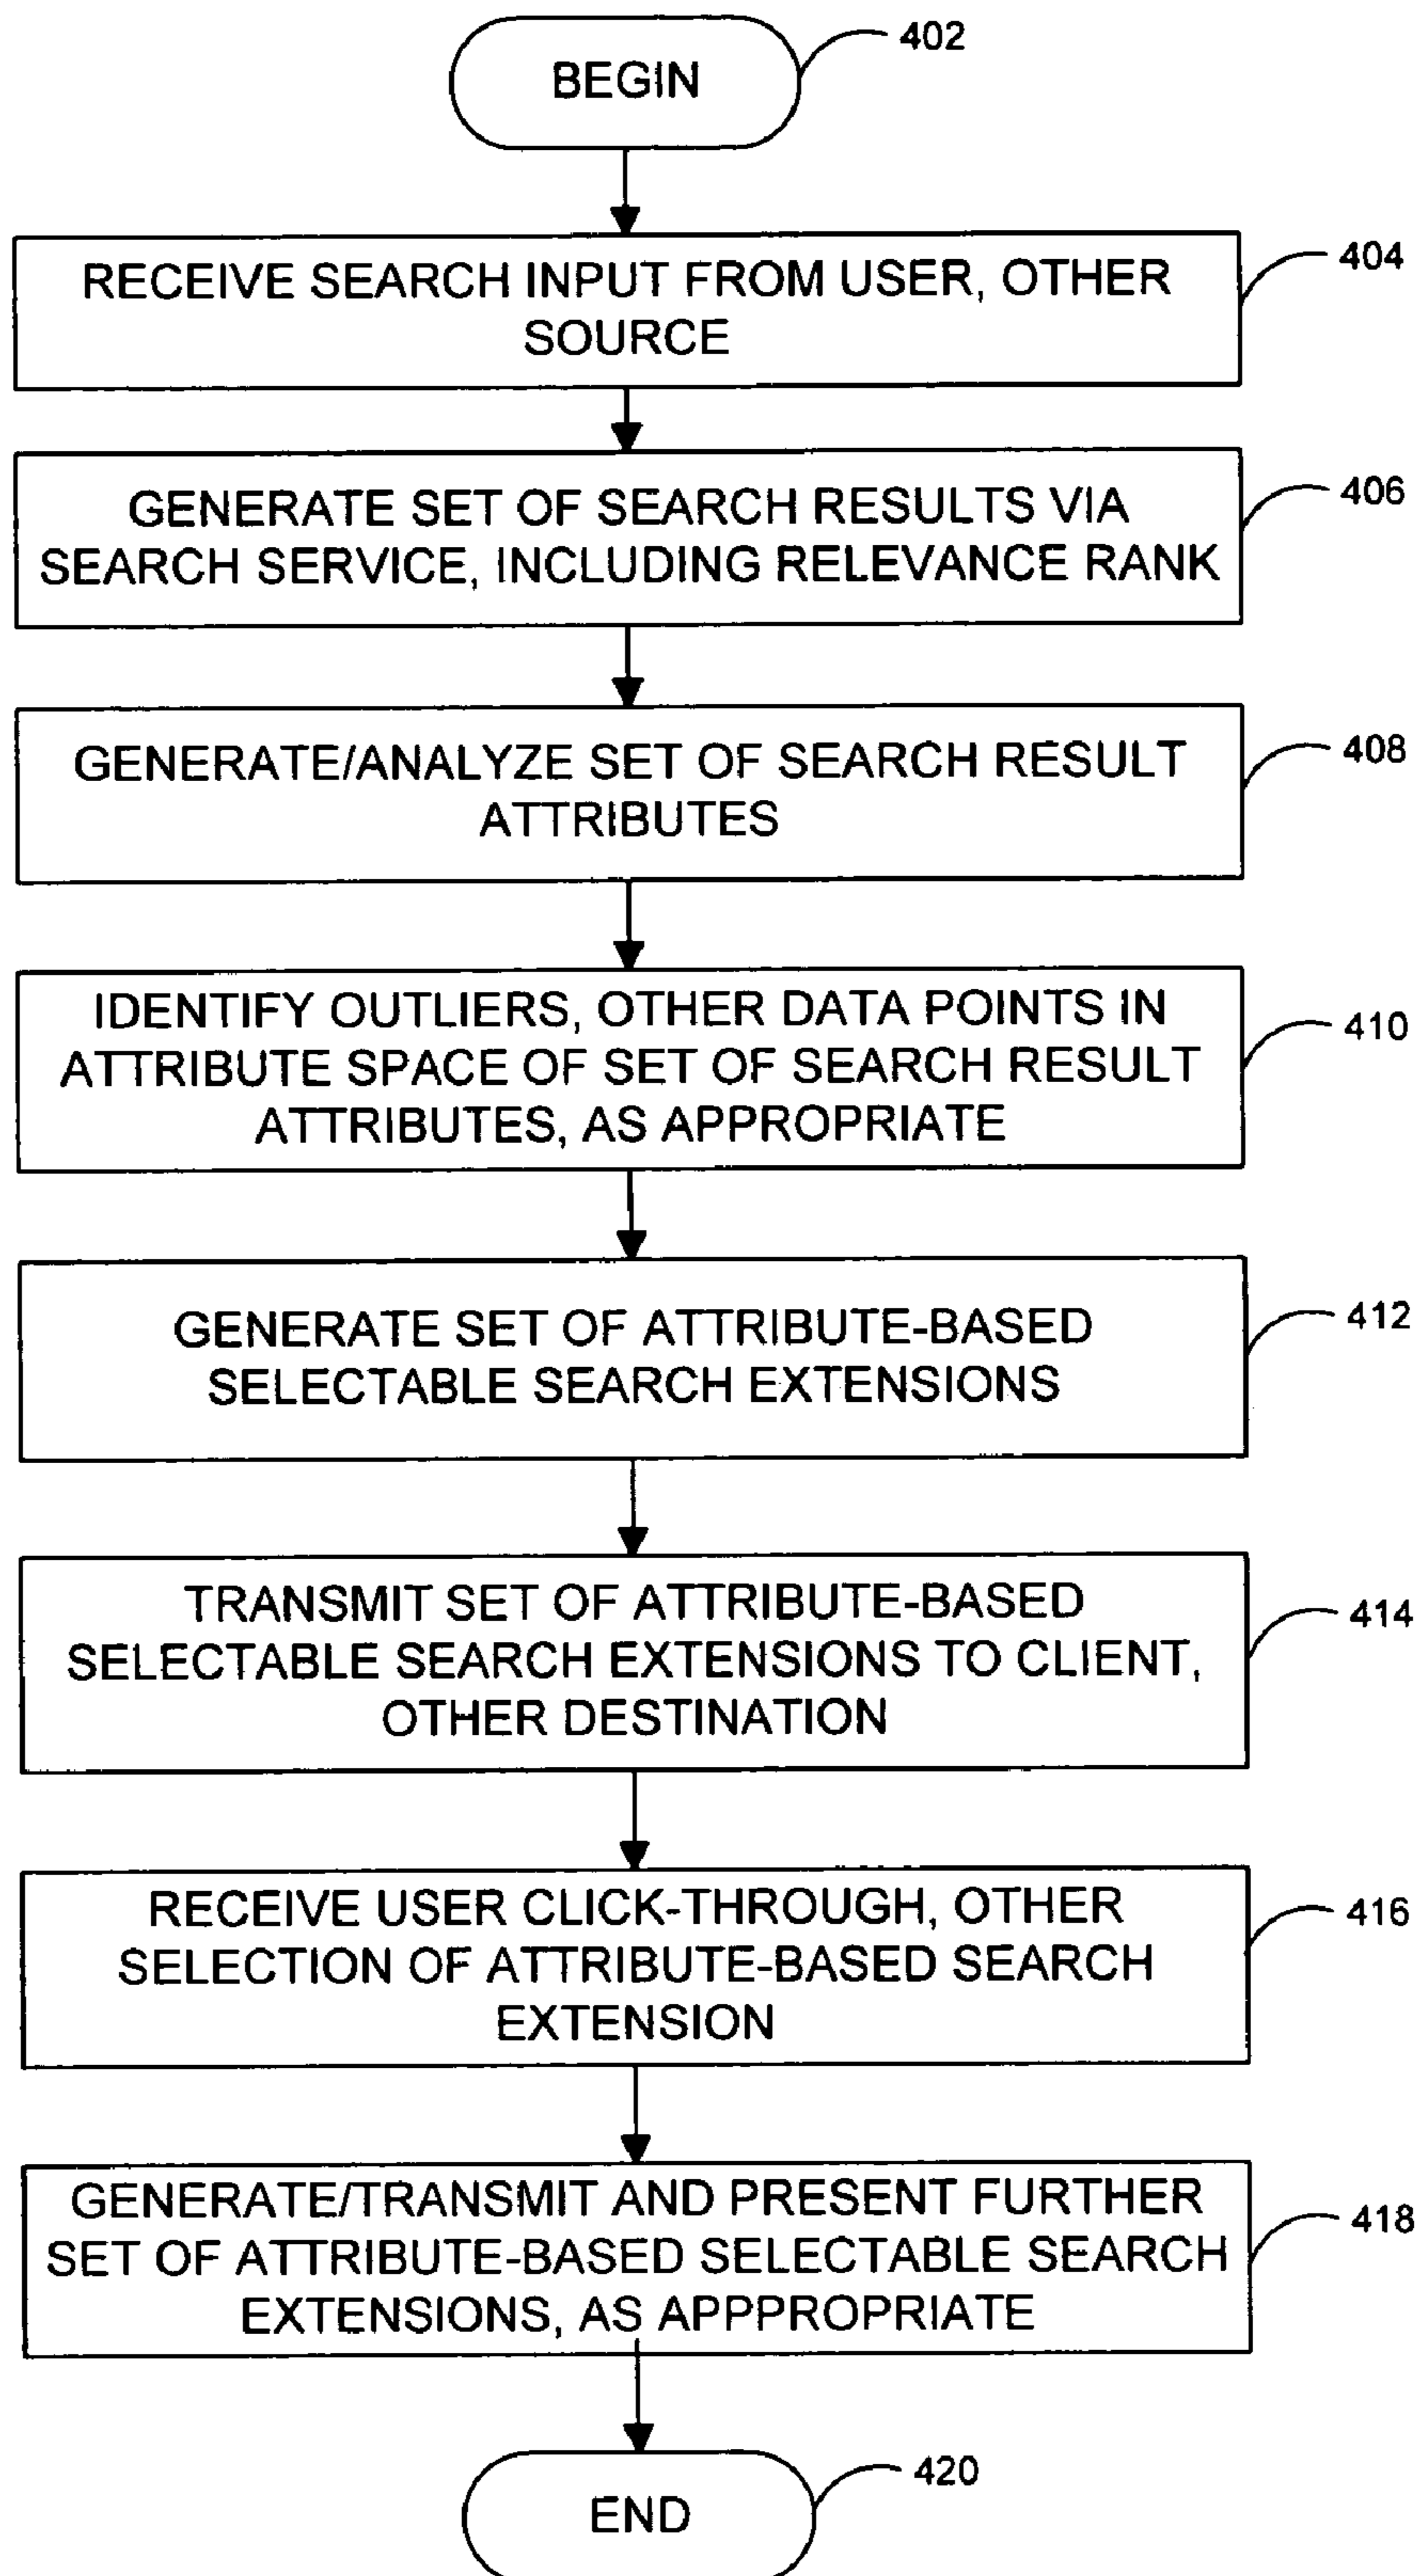 BEGIN
402
RECEIVE SEARCH INPUT FROM USER, OTHER
SOURCE
404
GENERATE SET OF SEARCH RESULTS VIA
SEARCH SERVICE, INCLUDING RELEVANCE RANK
406
GENERATE/ANALYZE SET OF SEARCH RESULT
ATTRIBUTES
408
IDENTIFY OUTLIERS, OTHER DATA POINTS IN
ATTRIBUTE SPACE OF SET OF SEARCH RESULT
ATTRIBUTES, AS APPROPRIATE
410
GENERATE SET OF ATTRIBUTE-BASED
SELECTABLE SEARCH EXTENSIONS
412
TRANSMIT SET OF ATTRIBUTE-BASED
SELECTABLE SEARCH EXTENSIONS TO CLIENT,
OTHER DESTINATION
414
RECEIVE USER CLICK-THROUGH, OTHER
SELECTION OF ATTRIBUTE-BASED SEARCH
EXTENSION
416
GENERATE/TRANSMIT AND PRESENT FURTHER
SET OF ATTRIBUTE-BASED SELECTABLE SEARCH
EXTENSIONS, AS APPPROPRIATE
418
END
420